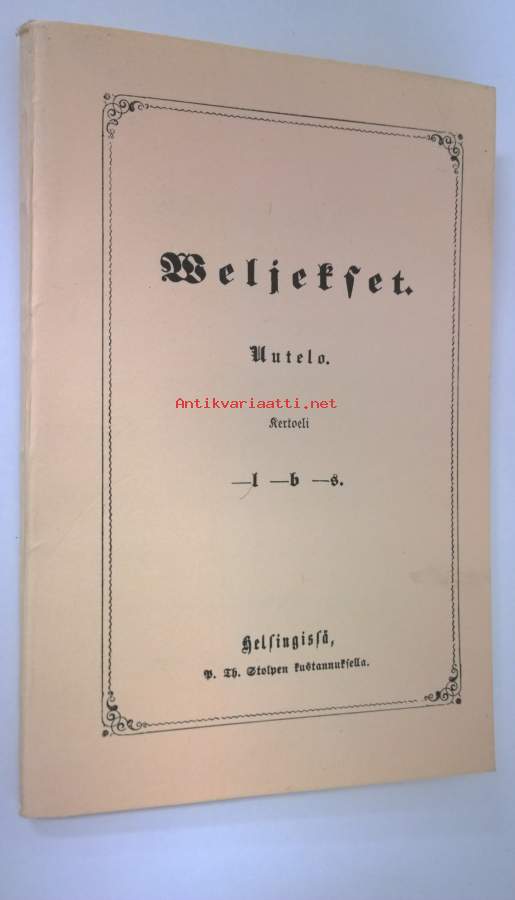 Weljekset.
Uutelo.
Antikvariaatti.net
Kertoeli
—l —b —s.
Helsingissä,
P. Th. Stolpen kustannuksella.